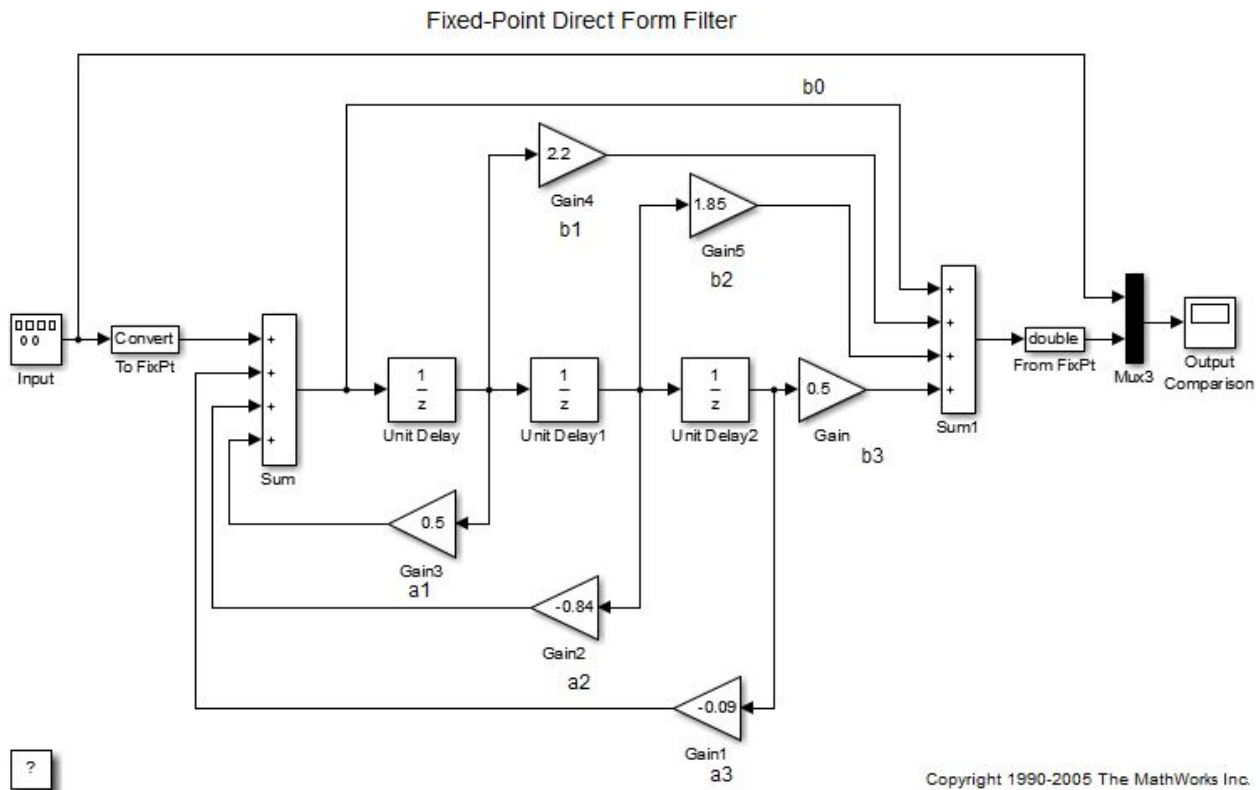 Fixed-Point Direct Form Filter
b0
2.2
Gain4
b1
1.85
Gain5
b2
0 0
Input
Convert
To FixPt
+
+
+
+
Sum
1
z
Unit Delay
1
z
Unit Delay1
1
z
Unit Delay2
0.5
Gain
b3
+
+
+
+
Sum1
double
From FixPt
Mux3
Output
Comparison
0.5
Gain3
a1
-0.84
Gain2
a2
-0.09
Gain1
a3
?
Copyright 1990-2005 The MathWorks Inc.